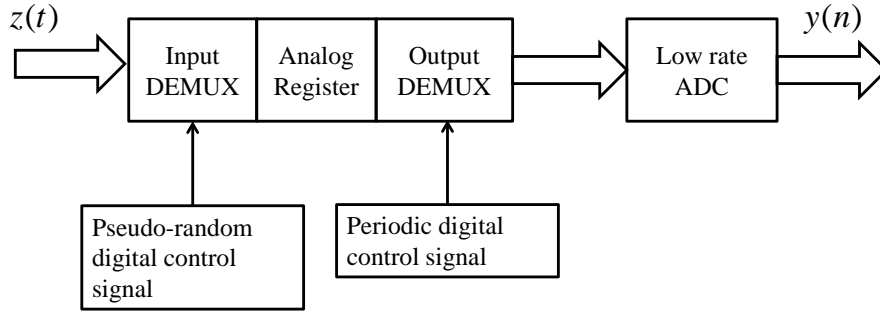 z(t)
y(n)
Input
DEMUX
Analog
Register
Output
DEMUX
Low rate
ADC
Pseudo-random
digital control
signal
Periodic digital
control signal